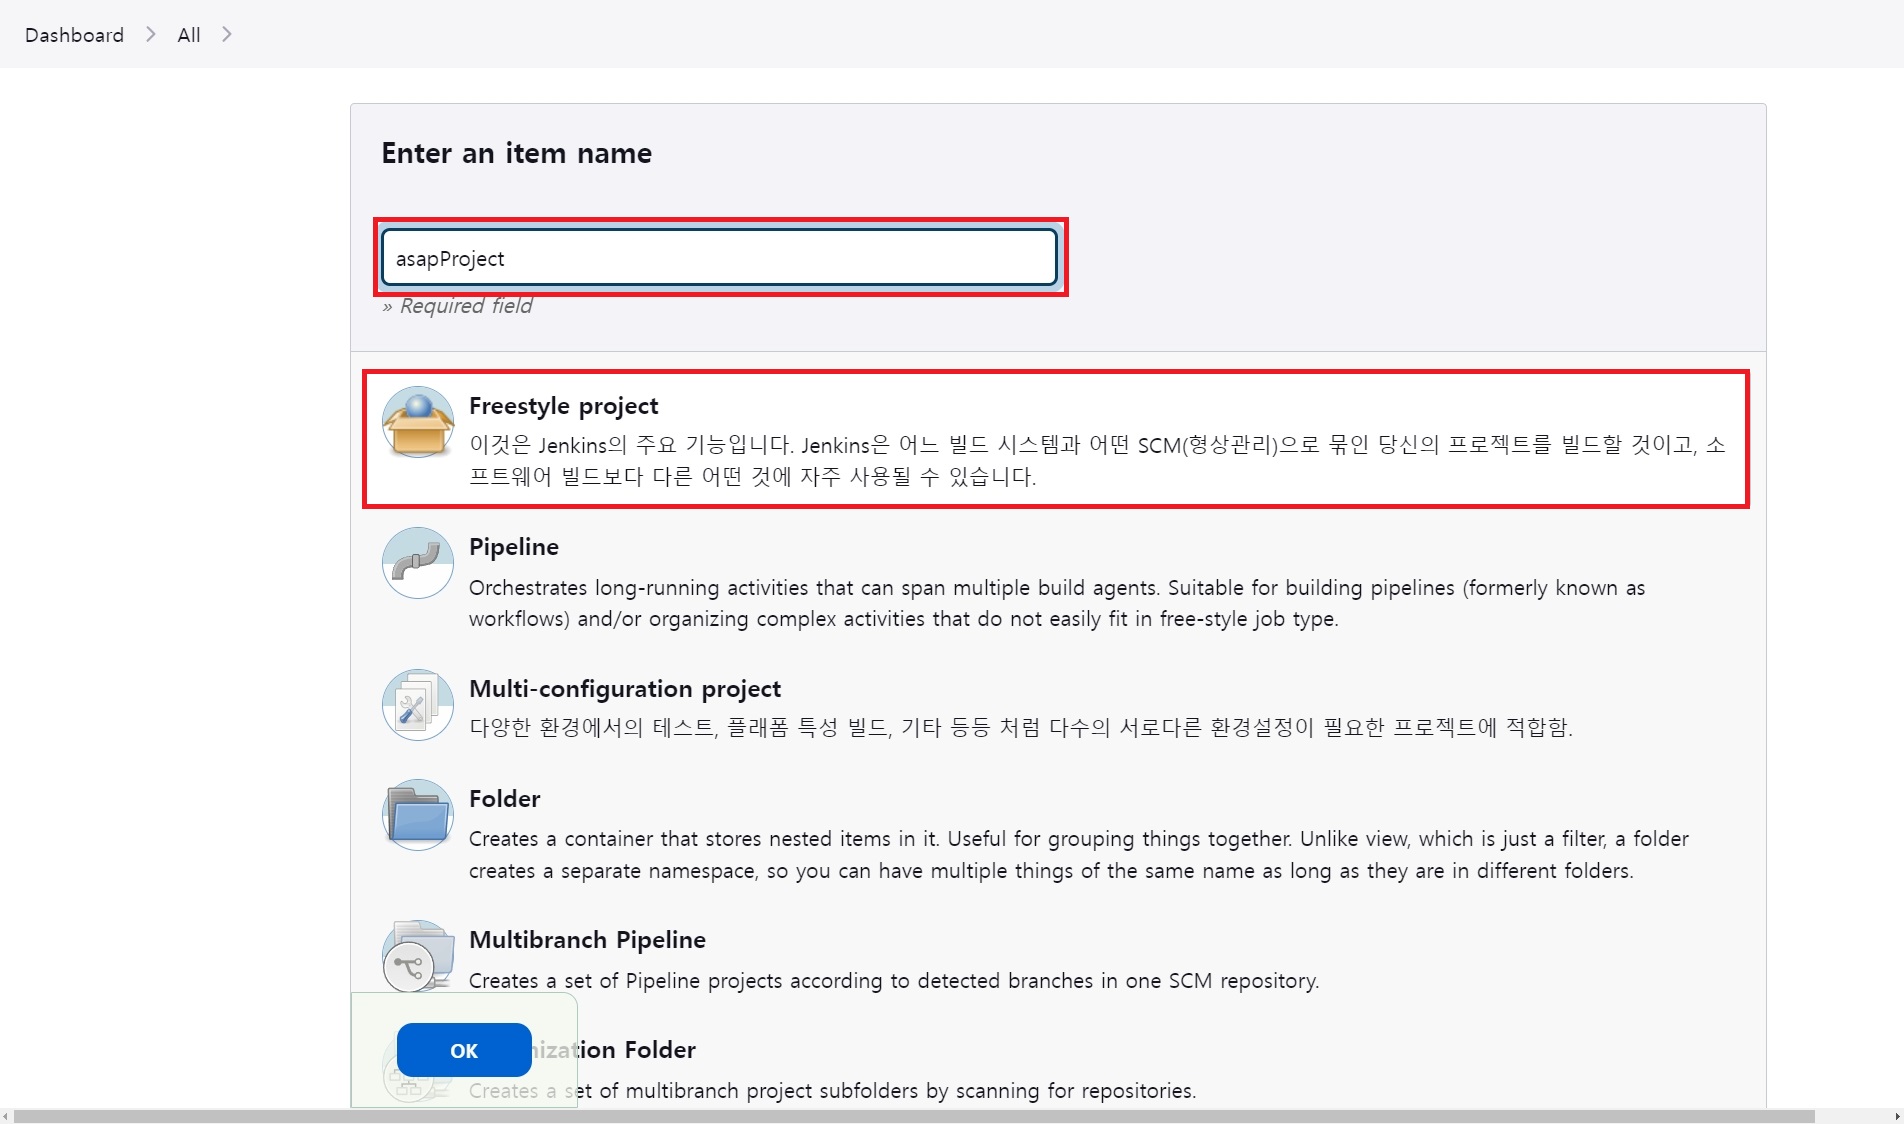 Dashboard > All >
Enter an item name
asapProject
» Required field
Freestyle project
이것은 Jenkins의 주요 기능입니다. Jenkins은 어느 빌드 시스템과 어떤 SCM(형상관리)으로 묶인 당신의 프로젝트를 빌드할 것이고, 소
프트웨어 빌드보다 다른 어떤 것에 자주 사용될 수 있습니다.
Pipeline
Orchestrates long-running activities that can span multiple build agents. Suitable for building pipelines (formerly known as
workflows) and/or organizing complex activities that do not easily fit in free-style job type.
Multi-configuration project
다양한 환경에서의 테스트, 플래폼 특성 빌드, 기타 등등 처럼 다수의 서로다른 환경설정이 필요한 프로젝트에 적합함.
Folder
Creates a container that stores nested items in it. Useful for grouping things together. Unlike view, which is just a filter, a folder
creates a separate namespace, so you can have multiple things of the same name as long as they are in different folders.
Multibranch Pipeline
Creates a set of Pipeline projects according to detected branches in one SCM repository.
OK
nization Folder
Creates a set of multibranch project subfolders by scanning for repositories.